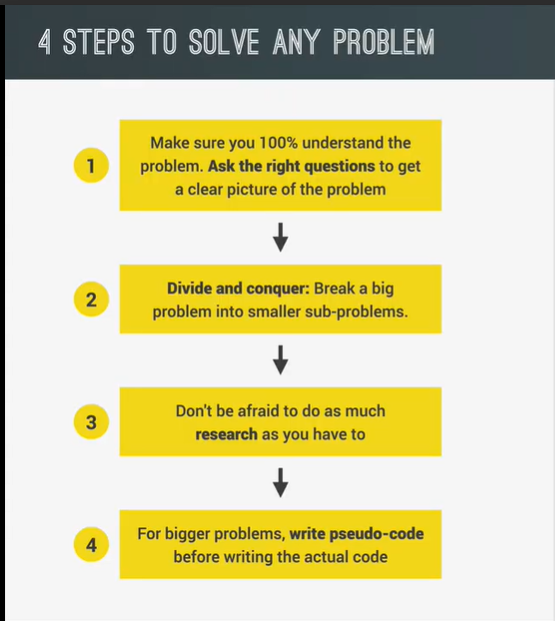 4 STEPS TO SOLVE ANY PROBLEM
1
Make sure you 100% understand the
problem. Ask the right questions to get
a clear picture of the problem
2
Divide and conquer: Break a big
problem into smaller sub-problems.
3
Don't be afraid to do as much
research as you have to
4
For bigger problems, write pseudo-code
before writing the actual code